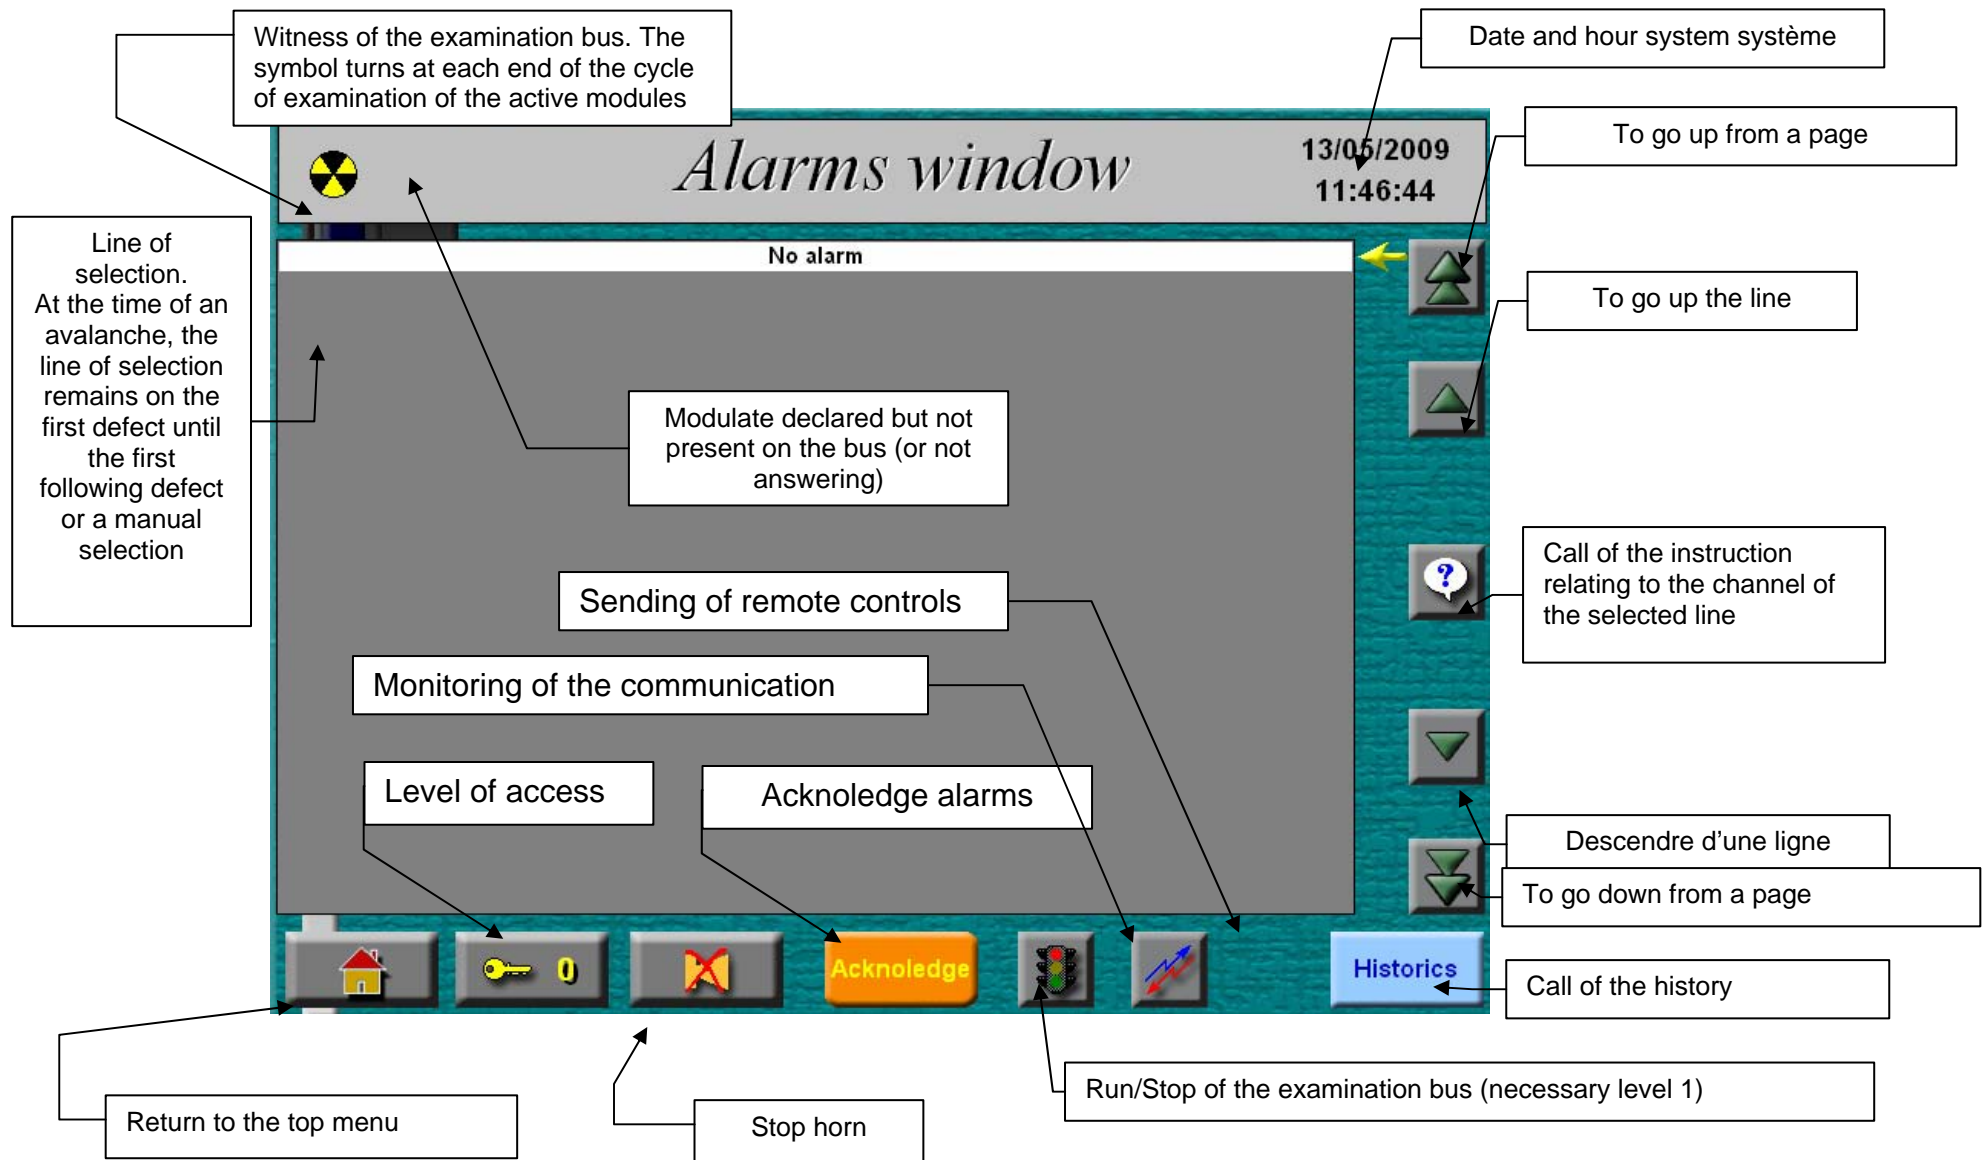 Witness of the examination bus. The
symbol turns at each end of the cycle
of examination of the active modules
Date and hour system système
To go up from a page
Alarms window
13/05/2009
11:46:44
Line of
selection.
At the time of an
avalanche, the
line of selection
remains on the
first defect until
the first
following defect
or a manual
selection
No alarm
To go up the line
Modulate declared but not
present on the bus (or not
answering)
Call of the instruction
relating to the channel of
the selected line
?
Sending of remote controls
Monitoring of the communication
Level of access
Acknoledge alarms
Descendre d'une ligne
To go down from a page
0
Acknoledge
Historics
Call of the history
Run/Stop of the examination bus (necessary level 1)
Return to the top menu
Stop horn